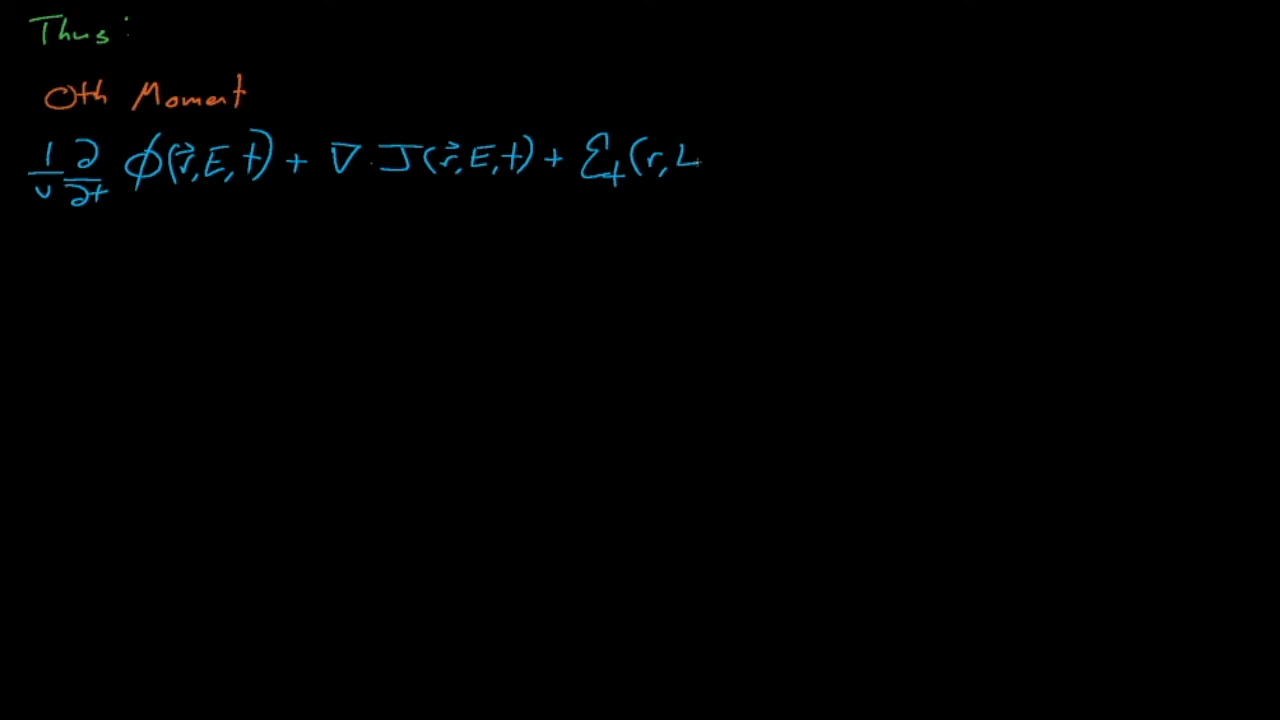 Thus:
0th Moment
1/v ∂/∂t ϕ(r⃗,E,t) + ∇·J(r⃗,E,t) + Σt(r,L